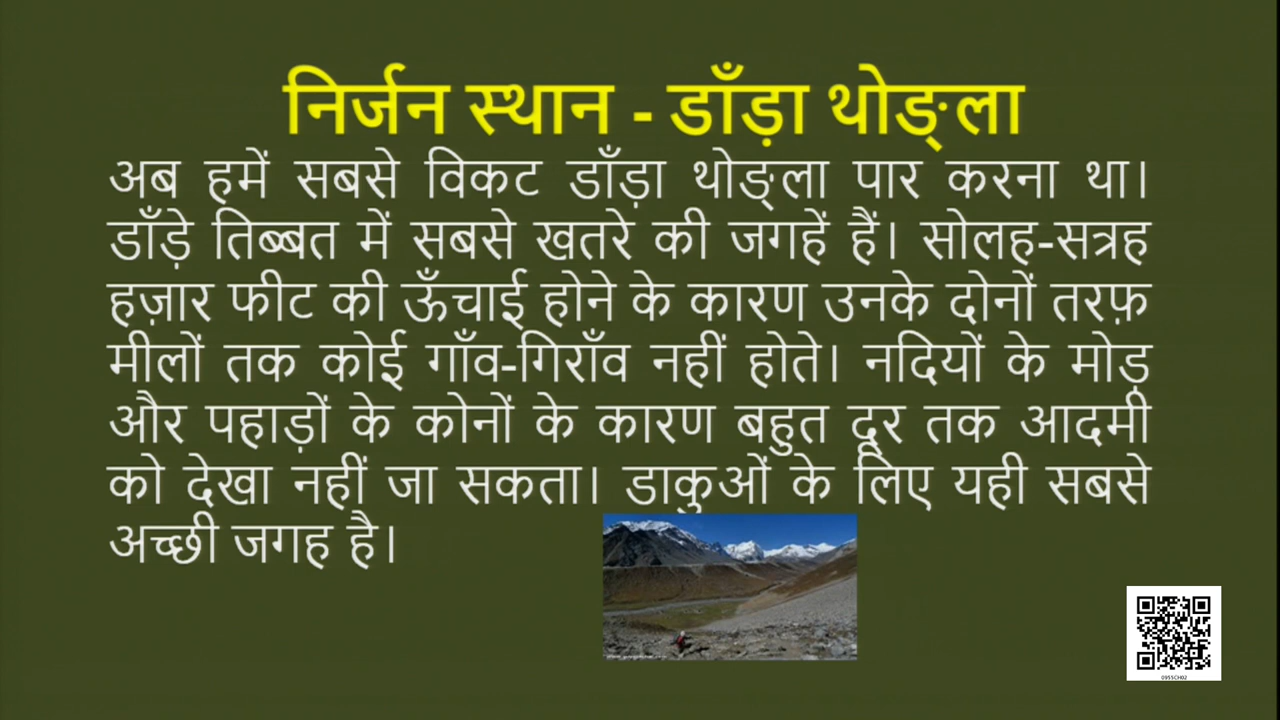 निर्जन स्थान - डाँड़ा थोङ्ला
अब हमें सबसे विकट डाँड़ा थोङ्ला पार करना था।
डाँड़े तिब्बत में सबसे खतरे की जगहें हैं। सोलह-सत्रह
हज़ार फीट की ऊँचाई होने के कारण उनके दोनों तरफ़
मीलों तक कोई गाँव-गिराँव नहीं होते। नदियों के मोड़
और पहाड़ों के कोनों के कारण बहुत दूर तक आदमी
को देखा नहीं जा सकता। डाकुओं के लिए यही सबसे
अच्छी जगह है।
0955CH02